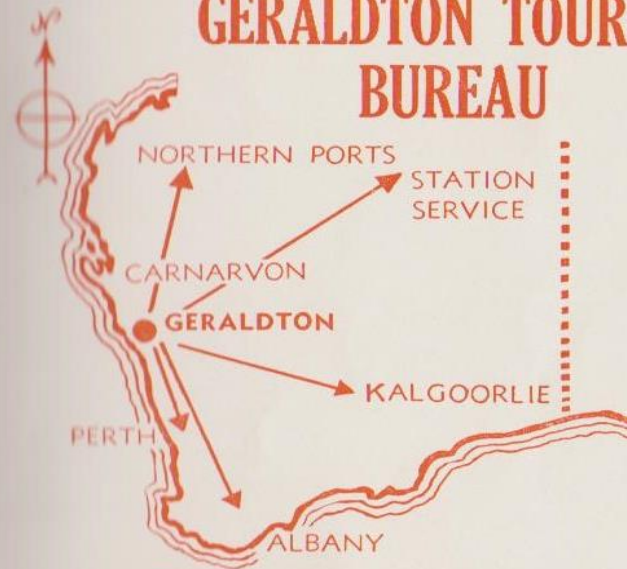 N
GERALDTON TOUR
BUREAU
NORTHERN PORTS
STATION
SERVICE
CARNARVON
GERALDTON
KALGOORLIE
PERTH
ALBANY